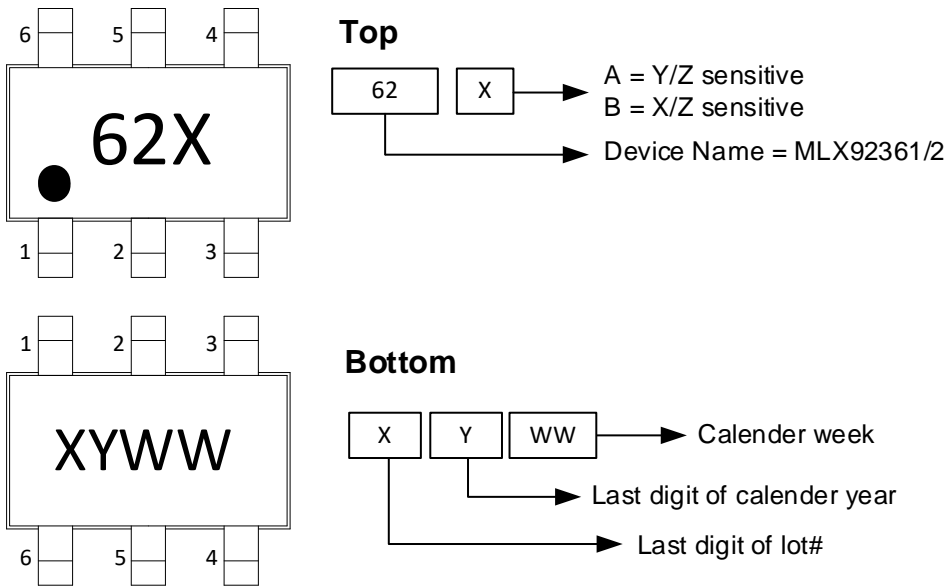 6 5 4
62X
1 2 3
Top
62 X
A = Y/Z sensitive
B = X/Z sensitive
Device Name = MLX92361/2
1 2 3
XYWW
6 5 4
Bottom
X Y WW
Calender week
Last digit of calender year
Last digit of lot#